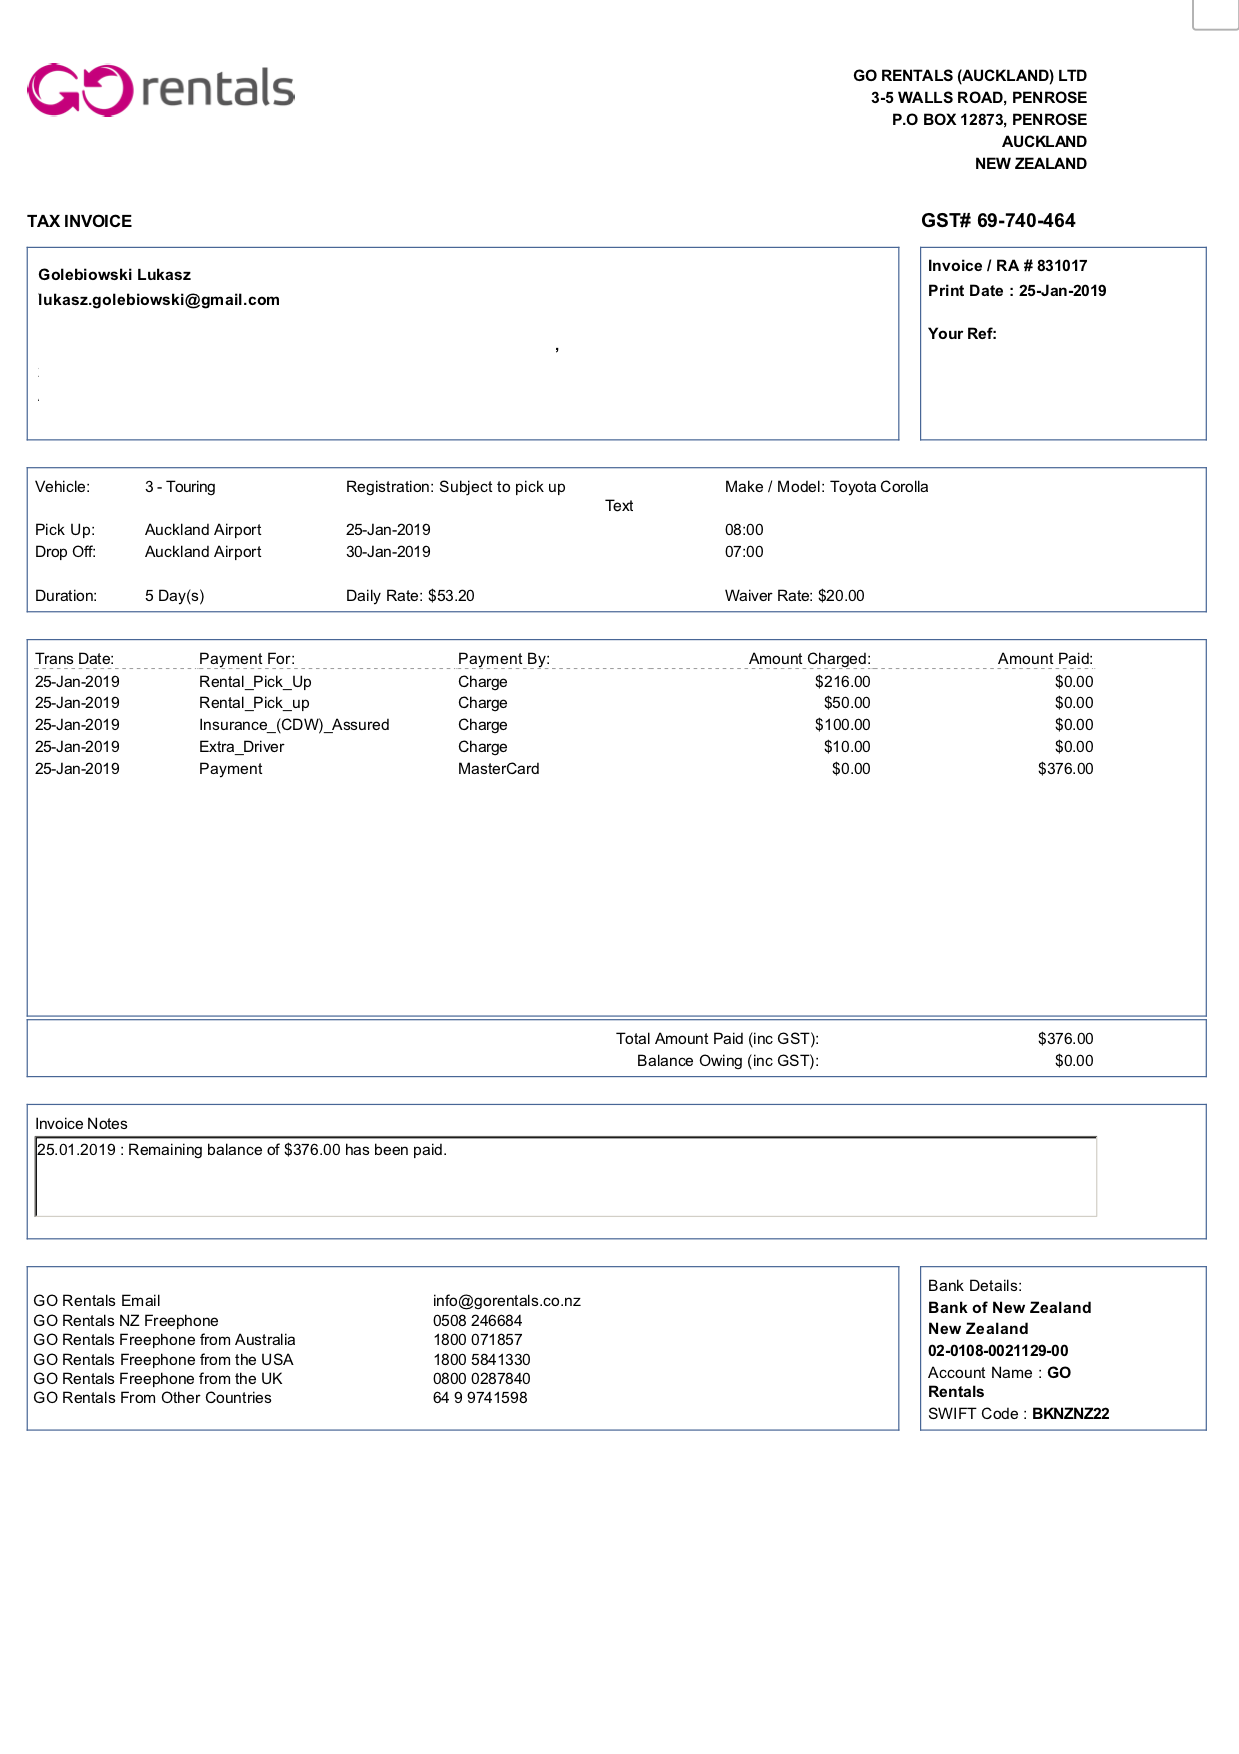 GO rentals
GO RENTALS (AUCKLAND) LTD
3-5 WALLS ROAD, PENROSE
P.O BOX 12873, PENROSE
AUCKLAND
NEW ZEALAND
TAX INVOICE GST# 69-740-464
Golebiowski Lukasz
lukasz.golebiowski@gmail.com
,
Invoice / RA # 831017
Print Date : 25-Jan-2019
Your Ref:
Vehicle: 3 - Touring Registration: Subject to pick up Make / Model: Toyota Corolla
Text
Pick Up: Auckland Airport 25-Jan-2019 08:00
Drop Off: Auckland Airport 30-Jan-2019 07:00
Duration: 5 Day(s) Daily Rate: $53.20 Waiver Rate: $20.00
Trans Date: Payment For: Payment By: Amount Charged: Amount Paid:
25-Jan-2019 Rental_Pick_Up Charge $216.00 $0.00
25-Jan-2019 Rental_Pick_up Charge $50.00 $0.00
25-Jan-2019 Insurance_(CDW)_Assured Charge $100.00 $0.00
25-Jan-2019 Extra_Driver Charge $10.00 $0.00
25-Jan-2019 Payment MasterCard $0.00 $376.00
Total Amount Paid (inc GST): $376.00
Balance Owing (inc GST): $0.00
Invoice Notes
25.01.2019 : Remaining balance of $376.00 has been paid.
GO Rentals Email info@gorentals.co.nz
GO Rentals NZ Freephone 0508 246684
GO Rentals Freephone from Australia 1800 071857
GO Rentals Freephone from the USA 1800 5841330
GO Rentals Freephone from the UK 0800 0287840
GO Rentals From Other Countries 64 9 9741598
Bank Details:
Bank of New Zealand
New Zealand
02-0108-0021129-00
Account Name : GO
Rentals
SWIFT Code : BKNZNZ22